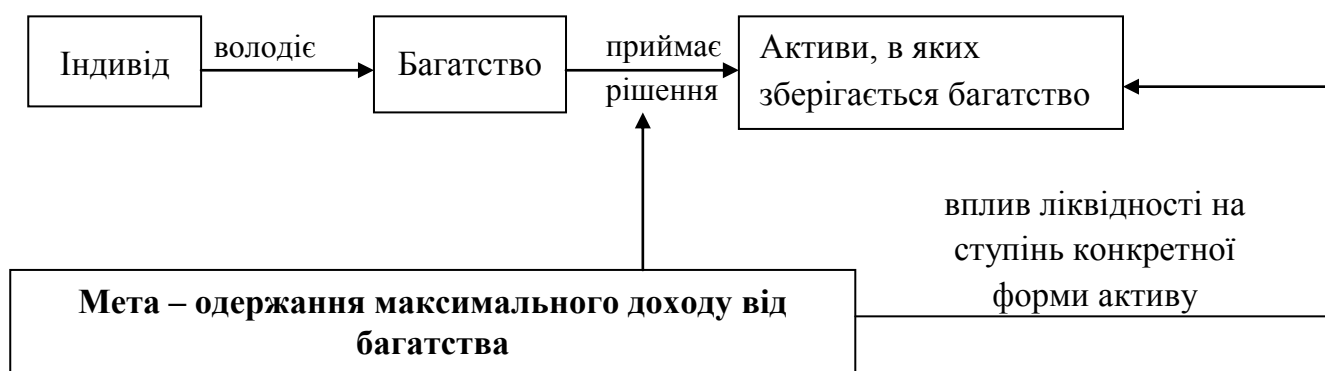 Індивід
володіє
Багатство
приймає
рішення
Активи, в яких
зберігається багатство
вплив ліквідності на
ступінь конкретної
форми активу
Мета – одержання максимального доходу від
багатства